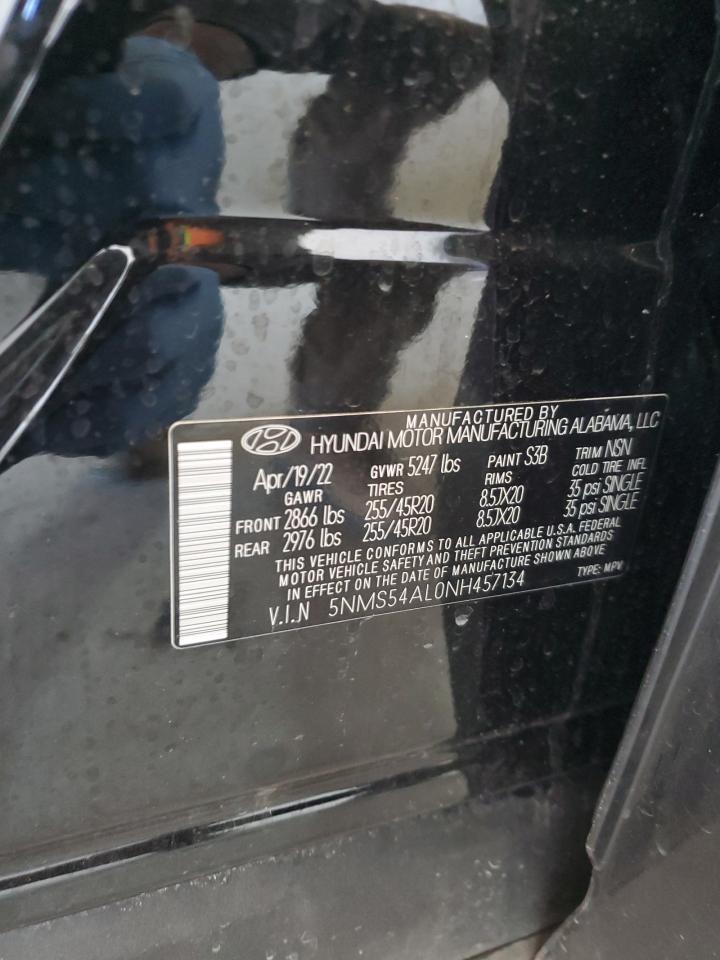 MANUFACTURED BY
HYUNDAI MOTOR MANUFACTURING ALABAMA, LLC
Apr/19/22 GVWR 5247 lbs PAINT S3B TRIM NSN
GAWR TIRES RIMS COLD TIRE INFL
FRONT 2866 lbs 255/45R20 8.5JX20 35 psi SINGLE
REAR 2976 lbs 255/45R20 8.5JX20 35 psi SINGLE
THIS VEHICLE CONFORMS TO ALL APPLICABLE U.S.A. FEDERAL
MOTOR VEHICLE SAFETY AND THEFT PREVENTION STANDARDS
IN EFFECT ON THE DATE OF MANUFACTURE SHOWN ABOVE
V.I.N 5NMS54AL0NH457134 TYPE: MPV